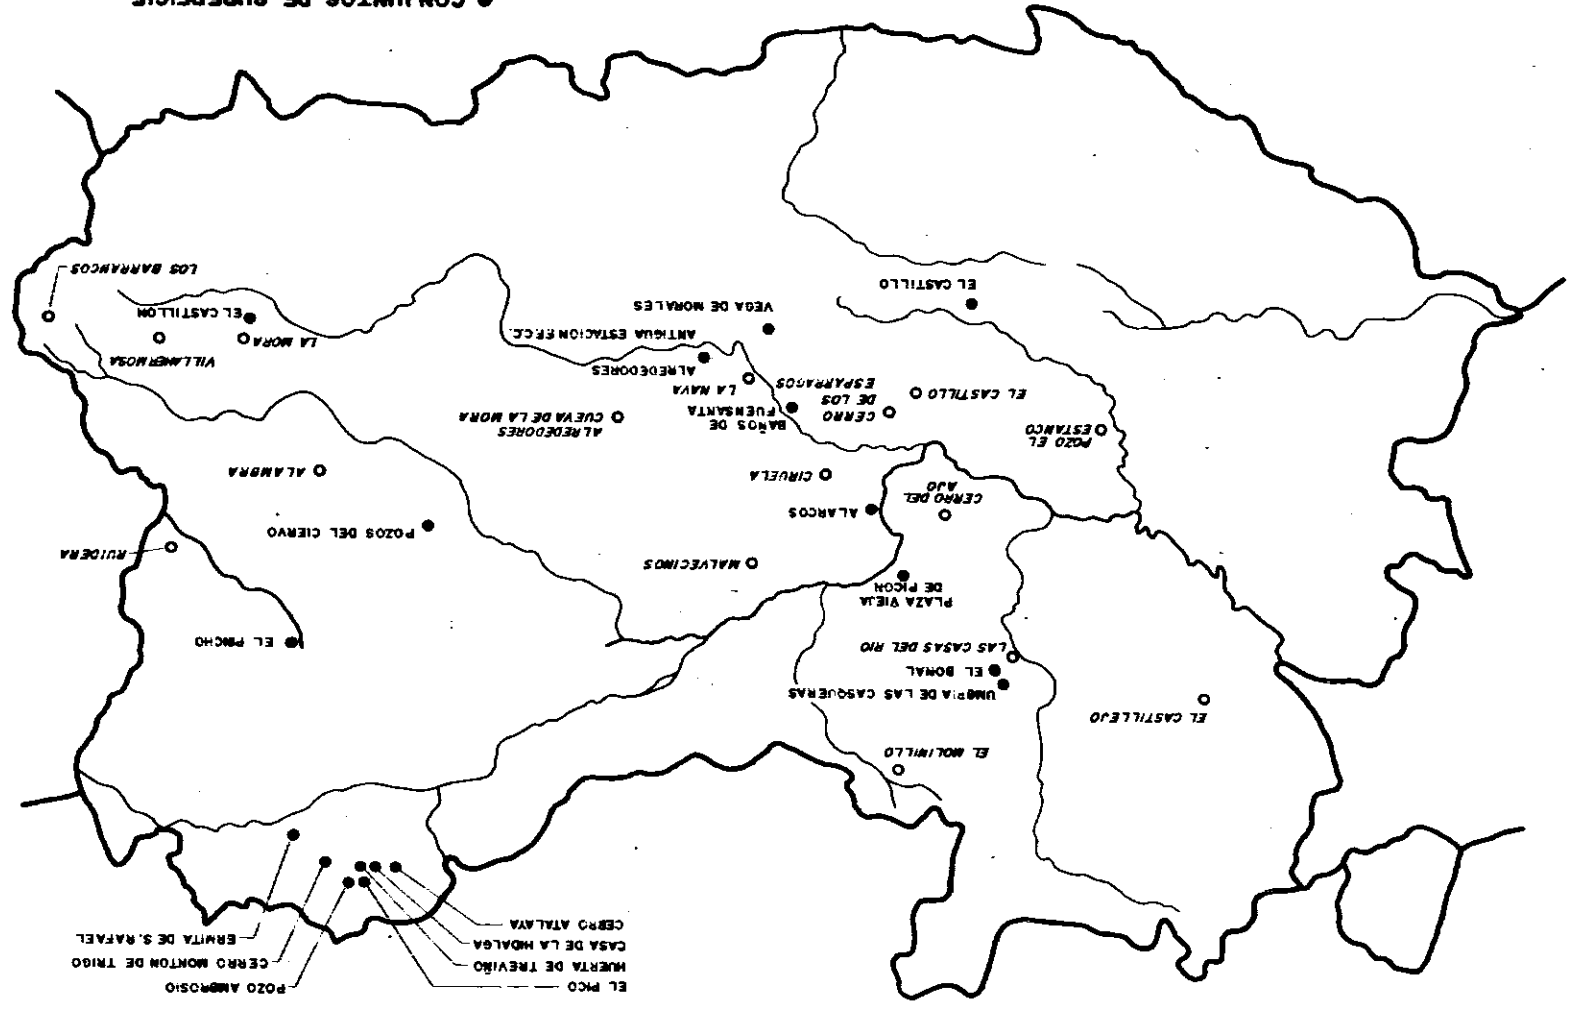 EL PICO
HUERTA DE TREVIÑO
CASA DE LA HIDALGA
CERRO ATALAYA
POZO AMBROSIO
CERRO MONTON DE TRIGO
ERMITA DE S. RAFAEL
EL MOLINILLO
EL CASTILLEJO
UMBRIA DE LAS CASQUERAS
EL BONAL
LAS CASAS DEL RIO
EL PINCHO
PLAZA VIEJA
DE PICON
MALVECINOS
RUIDERA
POZOS DEL CIERVO
ALARCOS
CERRO DEL
AJO
CIRUELA
ALAMBRA
POZO EL
ESTANCO
ALREDEDORES
CUEVA DE LA MORA
BAÑOS DE
FUENSANTA
CERRO
DE LOS
ESPARRAGOS
EL CASTILLO
LA NAVA
ALREDEDORES
ANTIGUA ESTACION F.F.C.C.
VILLAHERMOSA
LA MORA
EL CASTILLON
VEGA DE MORALES
EL CASTILLO
LOS BARRANCOS
CONJUNTOS DE SUPERFICIE